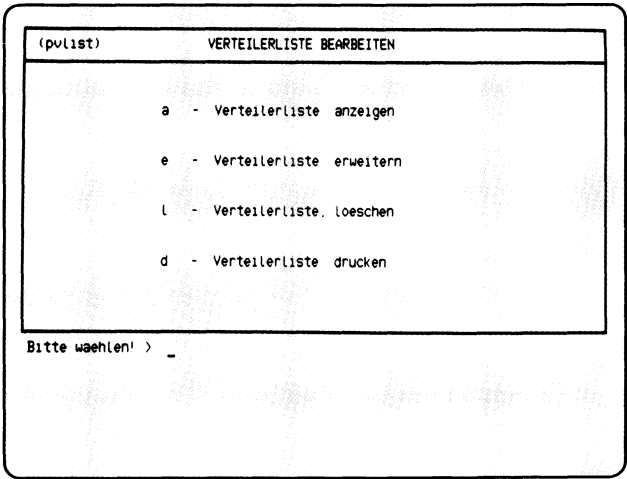 (pvlist) VERTEILERLISTE BEARBEITEN
a - Verteilerliste anzeigen
e - Verteilerliste erweitern
l - Verteilerliste. loeschen
d - Verteilerliste drucken
Bitte waehlen! > _